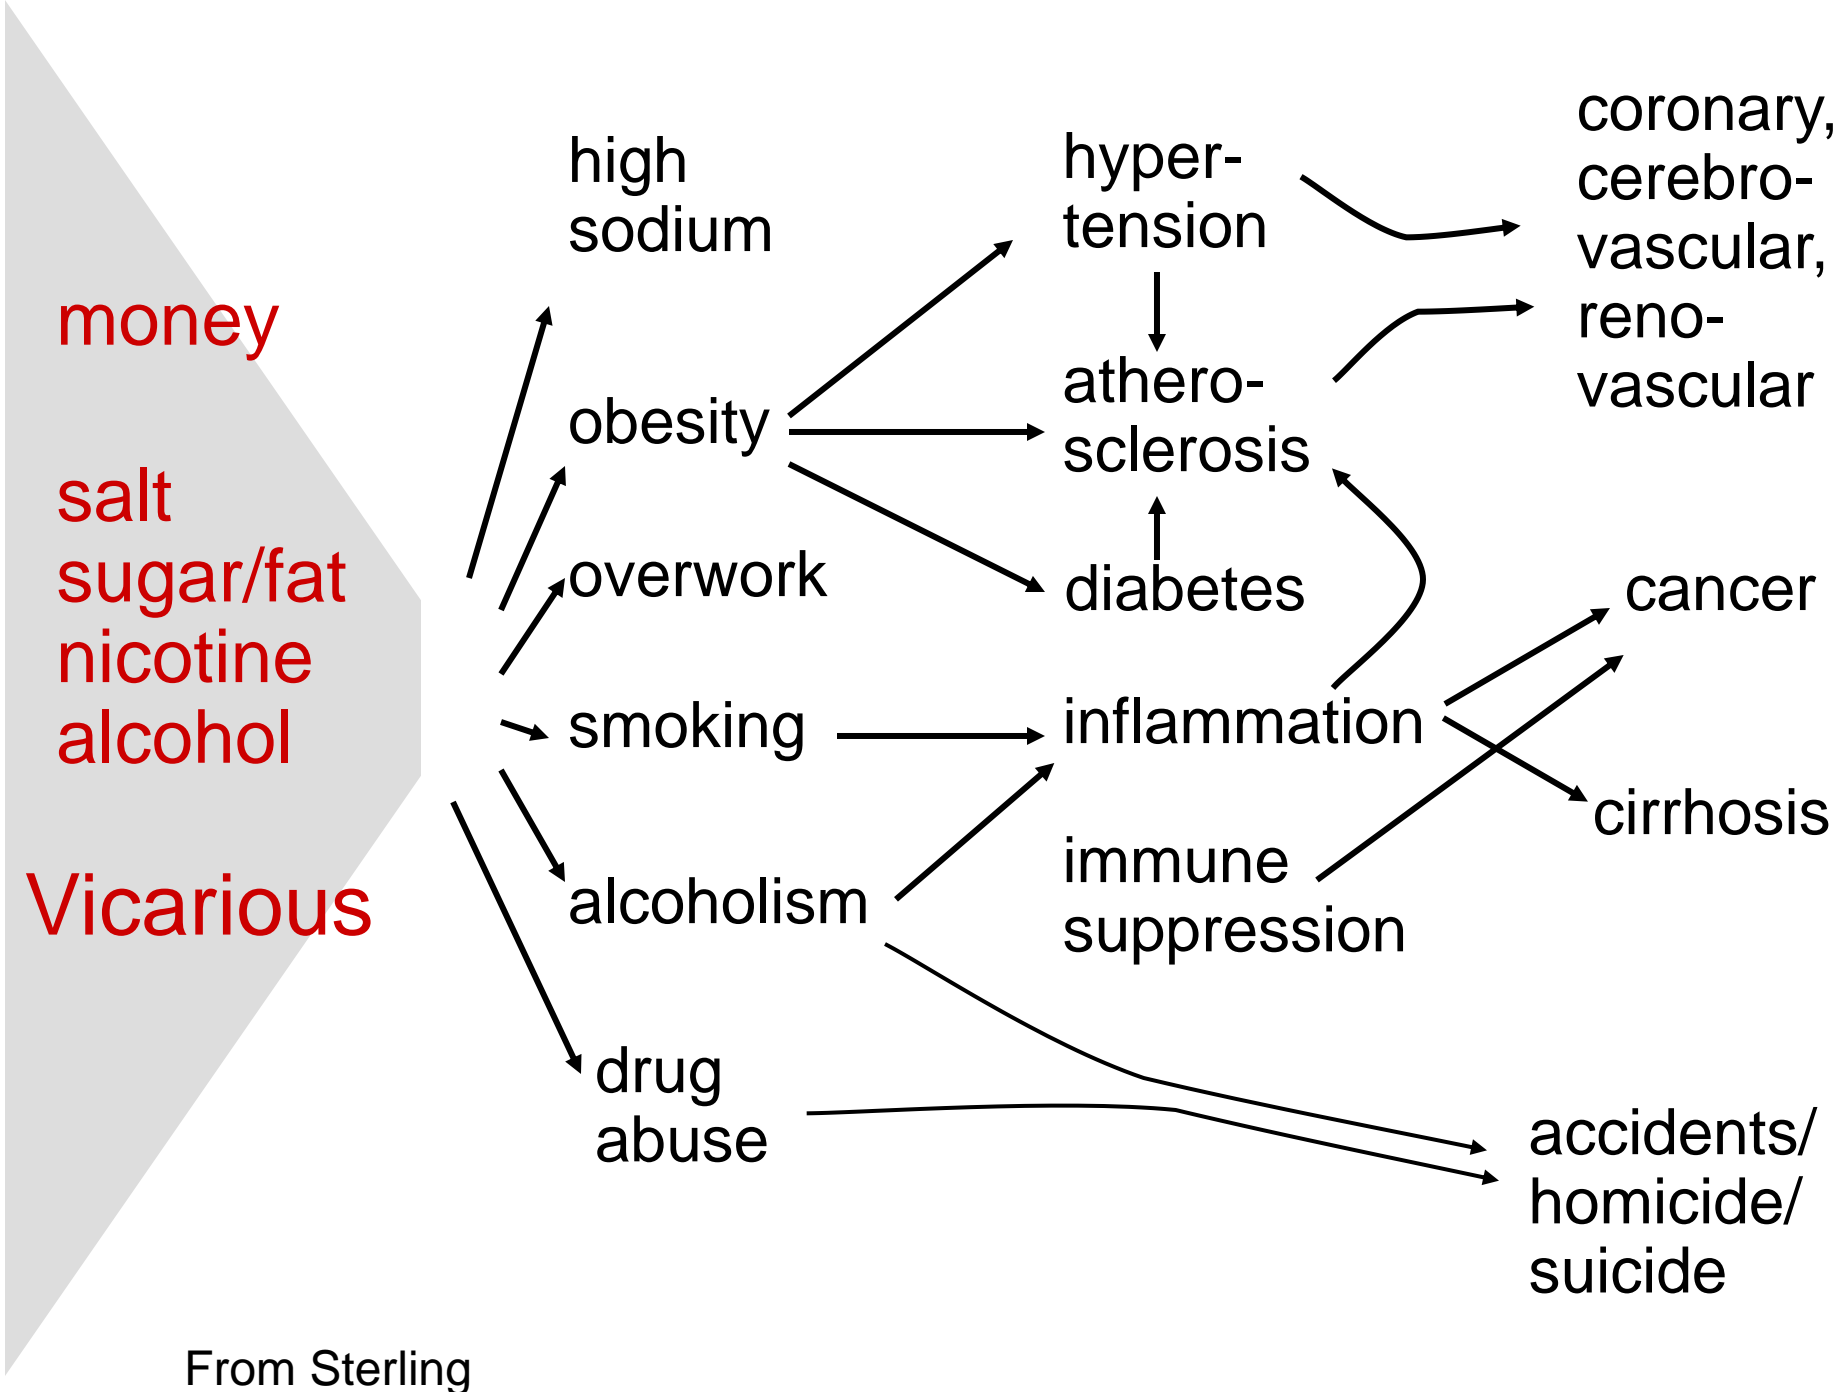 money
salt
sugar/fat
nicotine
alcohol
Vicarious
high
sodium
obesity
overwork
smoking
alcoholism
drug
abuse
hyper-
tension
athero-
sclerosis
diabetes
inflammation
immune
suppression
coronary,
cerebro-
vascular,
reno-
vascular
cancer
cirrhosis
accidents/
homicide/
suicide
From Sterling